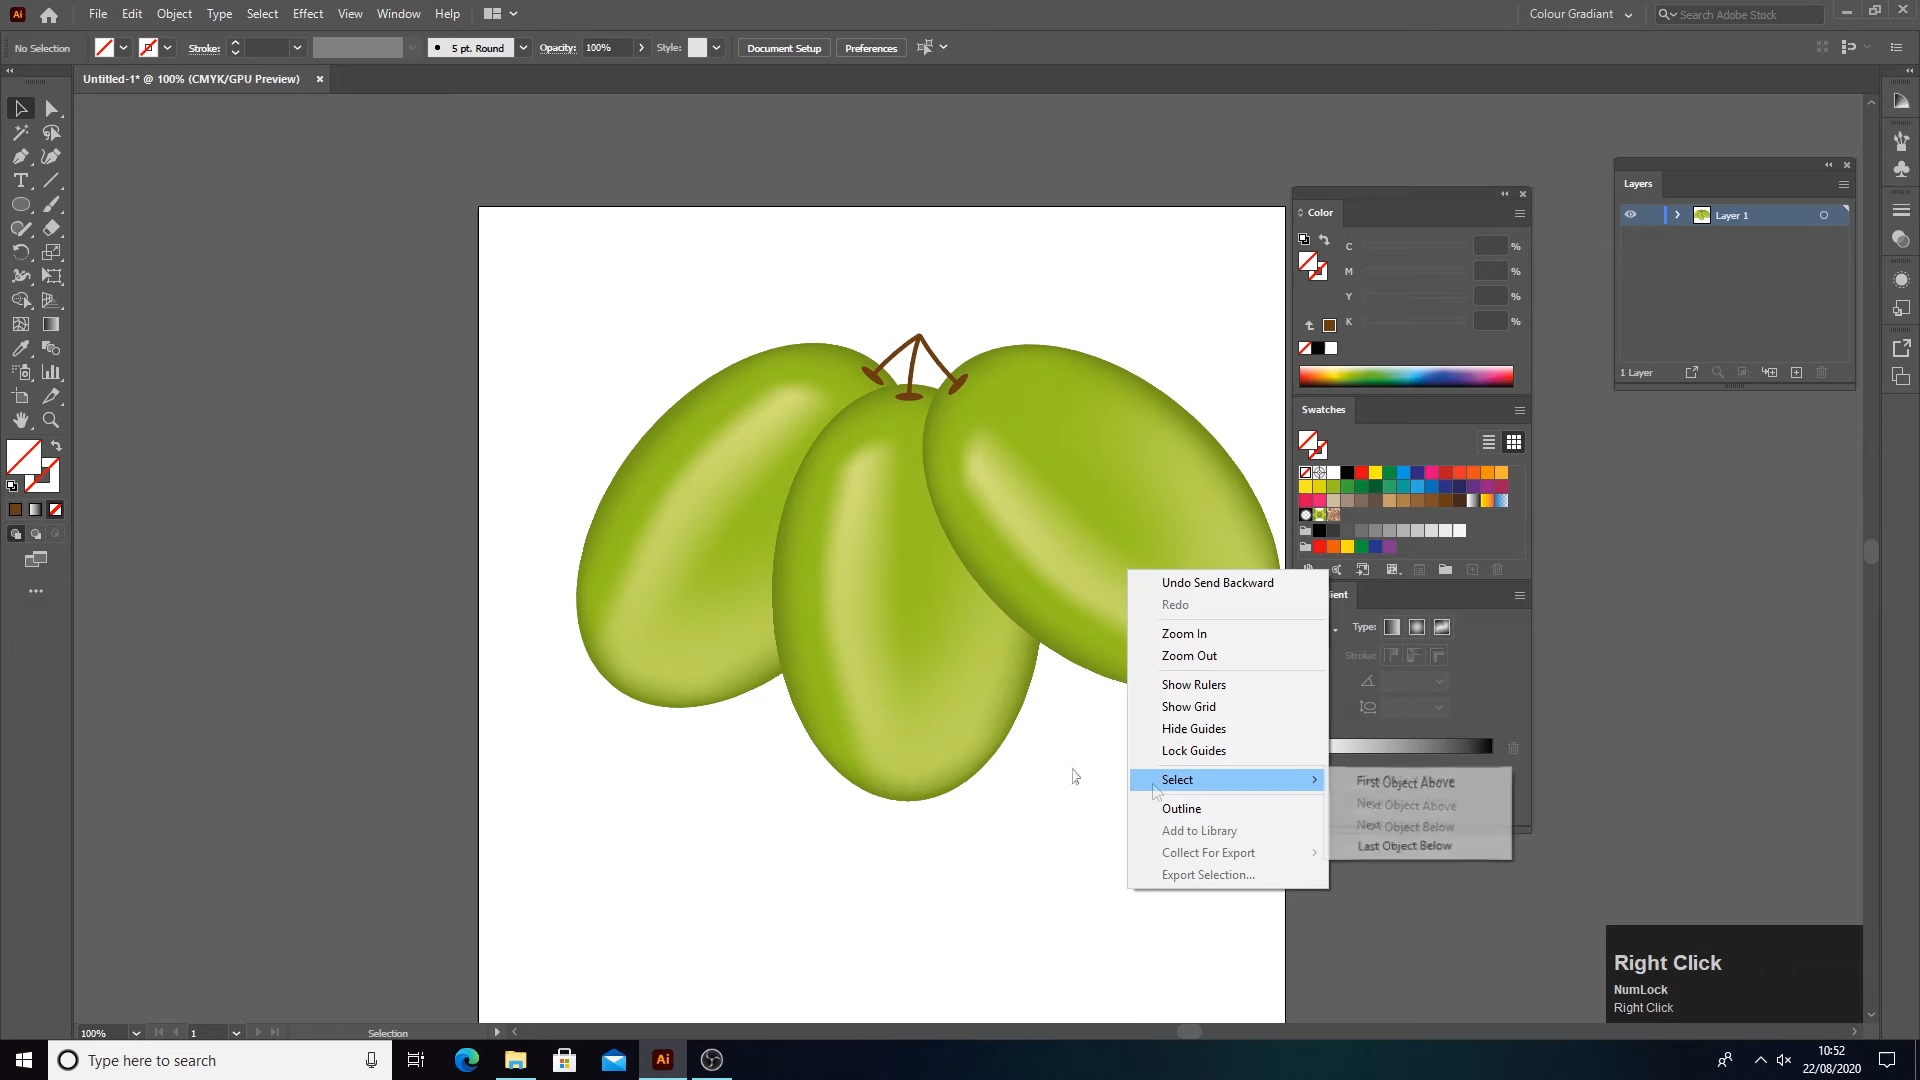 Ai File Edit Object Type Select Effect View Window Help
Colour Gradiant
Search Adobe Stock
No Selection
Stroke:
5 pt. Round
Opacity: 100%
Style:
Document Setup
Preferences
Untitled-1* @ 100% (CMYK/GPU Preview)
Layers
Layer 1
1 Layer
Color
C %
M %
Y %
K %
Swatches
Type:
Stroke:
Undo Send Backward
Redo
Zoom In
Zoom Out
Show Rulers
Show Grid
Hide Guides
Lock Guides
Select
Outline
Add to Library
Collect For Export
Export Selection...
First Object Above
Next Object Above
Next Object Below
Last Object Below
Right Click
NumLock
Right Click
100%
1
Selection
Type here to search
Ai
10:52
22/08/2020